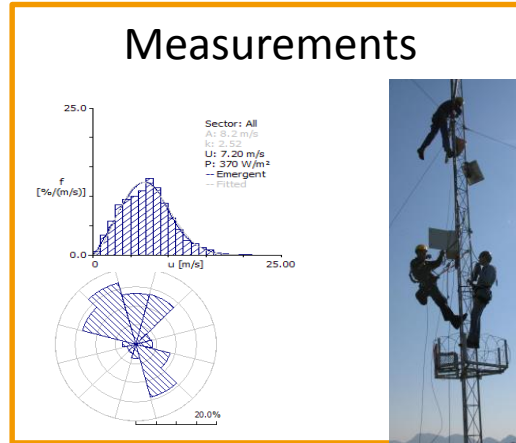 Measurements
25.0
Sector: All
A: 8.2 m/s
k: 2.52
U: 7.20 m/s
P: 370 W/m²
-- Emergent
-- Fitted
f
[%/(m/s)]
0.0
0
u [m/s]
25.00
20.0%